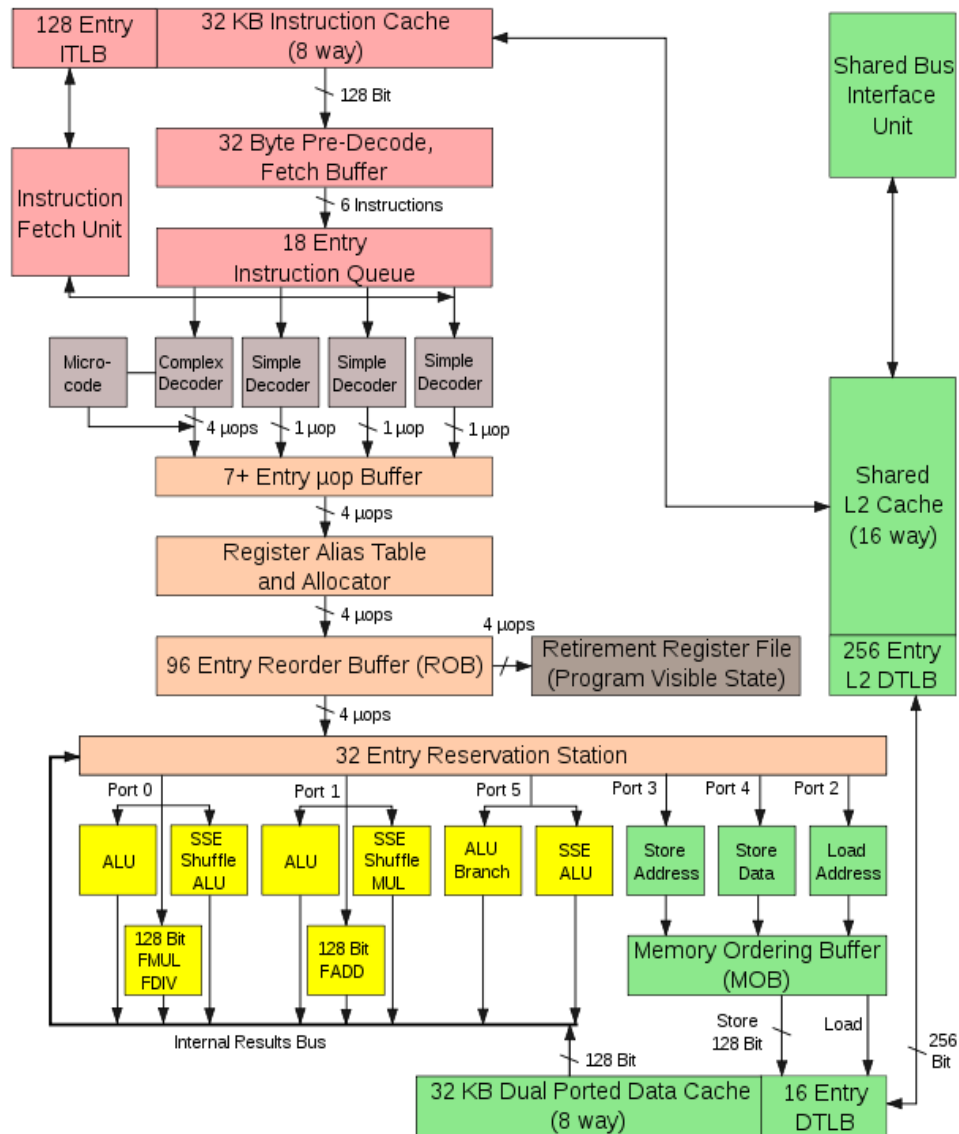 128 Entry
ITLB
32 KB Instruction Cache
(8 way)
128 Bit
32 Byte Pre-Decode,
Fetch Buffer
6 Instructions
Instruction
Fetch Unit
18 Entry
Instruction Queue
Micro-
code
Complex
Decoder
Simple
Decoder
Simple
Decoder
Simple
Decoder
4 µops
1 µop
1 µop
1 µop
7+ Entry µop Buffer
4 µops
Register Alias Table
and Allocator
4 µops
96 Entry Reorder Buffer (ROB)
4 µops
Retirement Register File
(Program Visible State)
4 µops
32 Entry Reservation Station
Port 0
Port 1
Port 5
Port 3
Port 4
Port 2
ALU
SSE
Shuffle
ALU
ALU
SSE
Shuffle
MUL
ALU
Branch
SSE
ALU
Store
Address
Store
Data
Load
Address
128 Bit
FMUL
FDIV
128 Bit
FADD
Memory Ordering Buffer
(MOB)
Internal Results Bus
Store
128 Bit
Load
128 Bit
256
Bit
32 KB Dual Ported Data Cache
(8 way)
16 Entry
DTLB
Shared Bus
Interface
Unit
Shared
L2 Cache
(16 way)
256 Entry
L2 DTLB